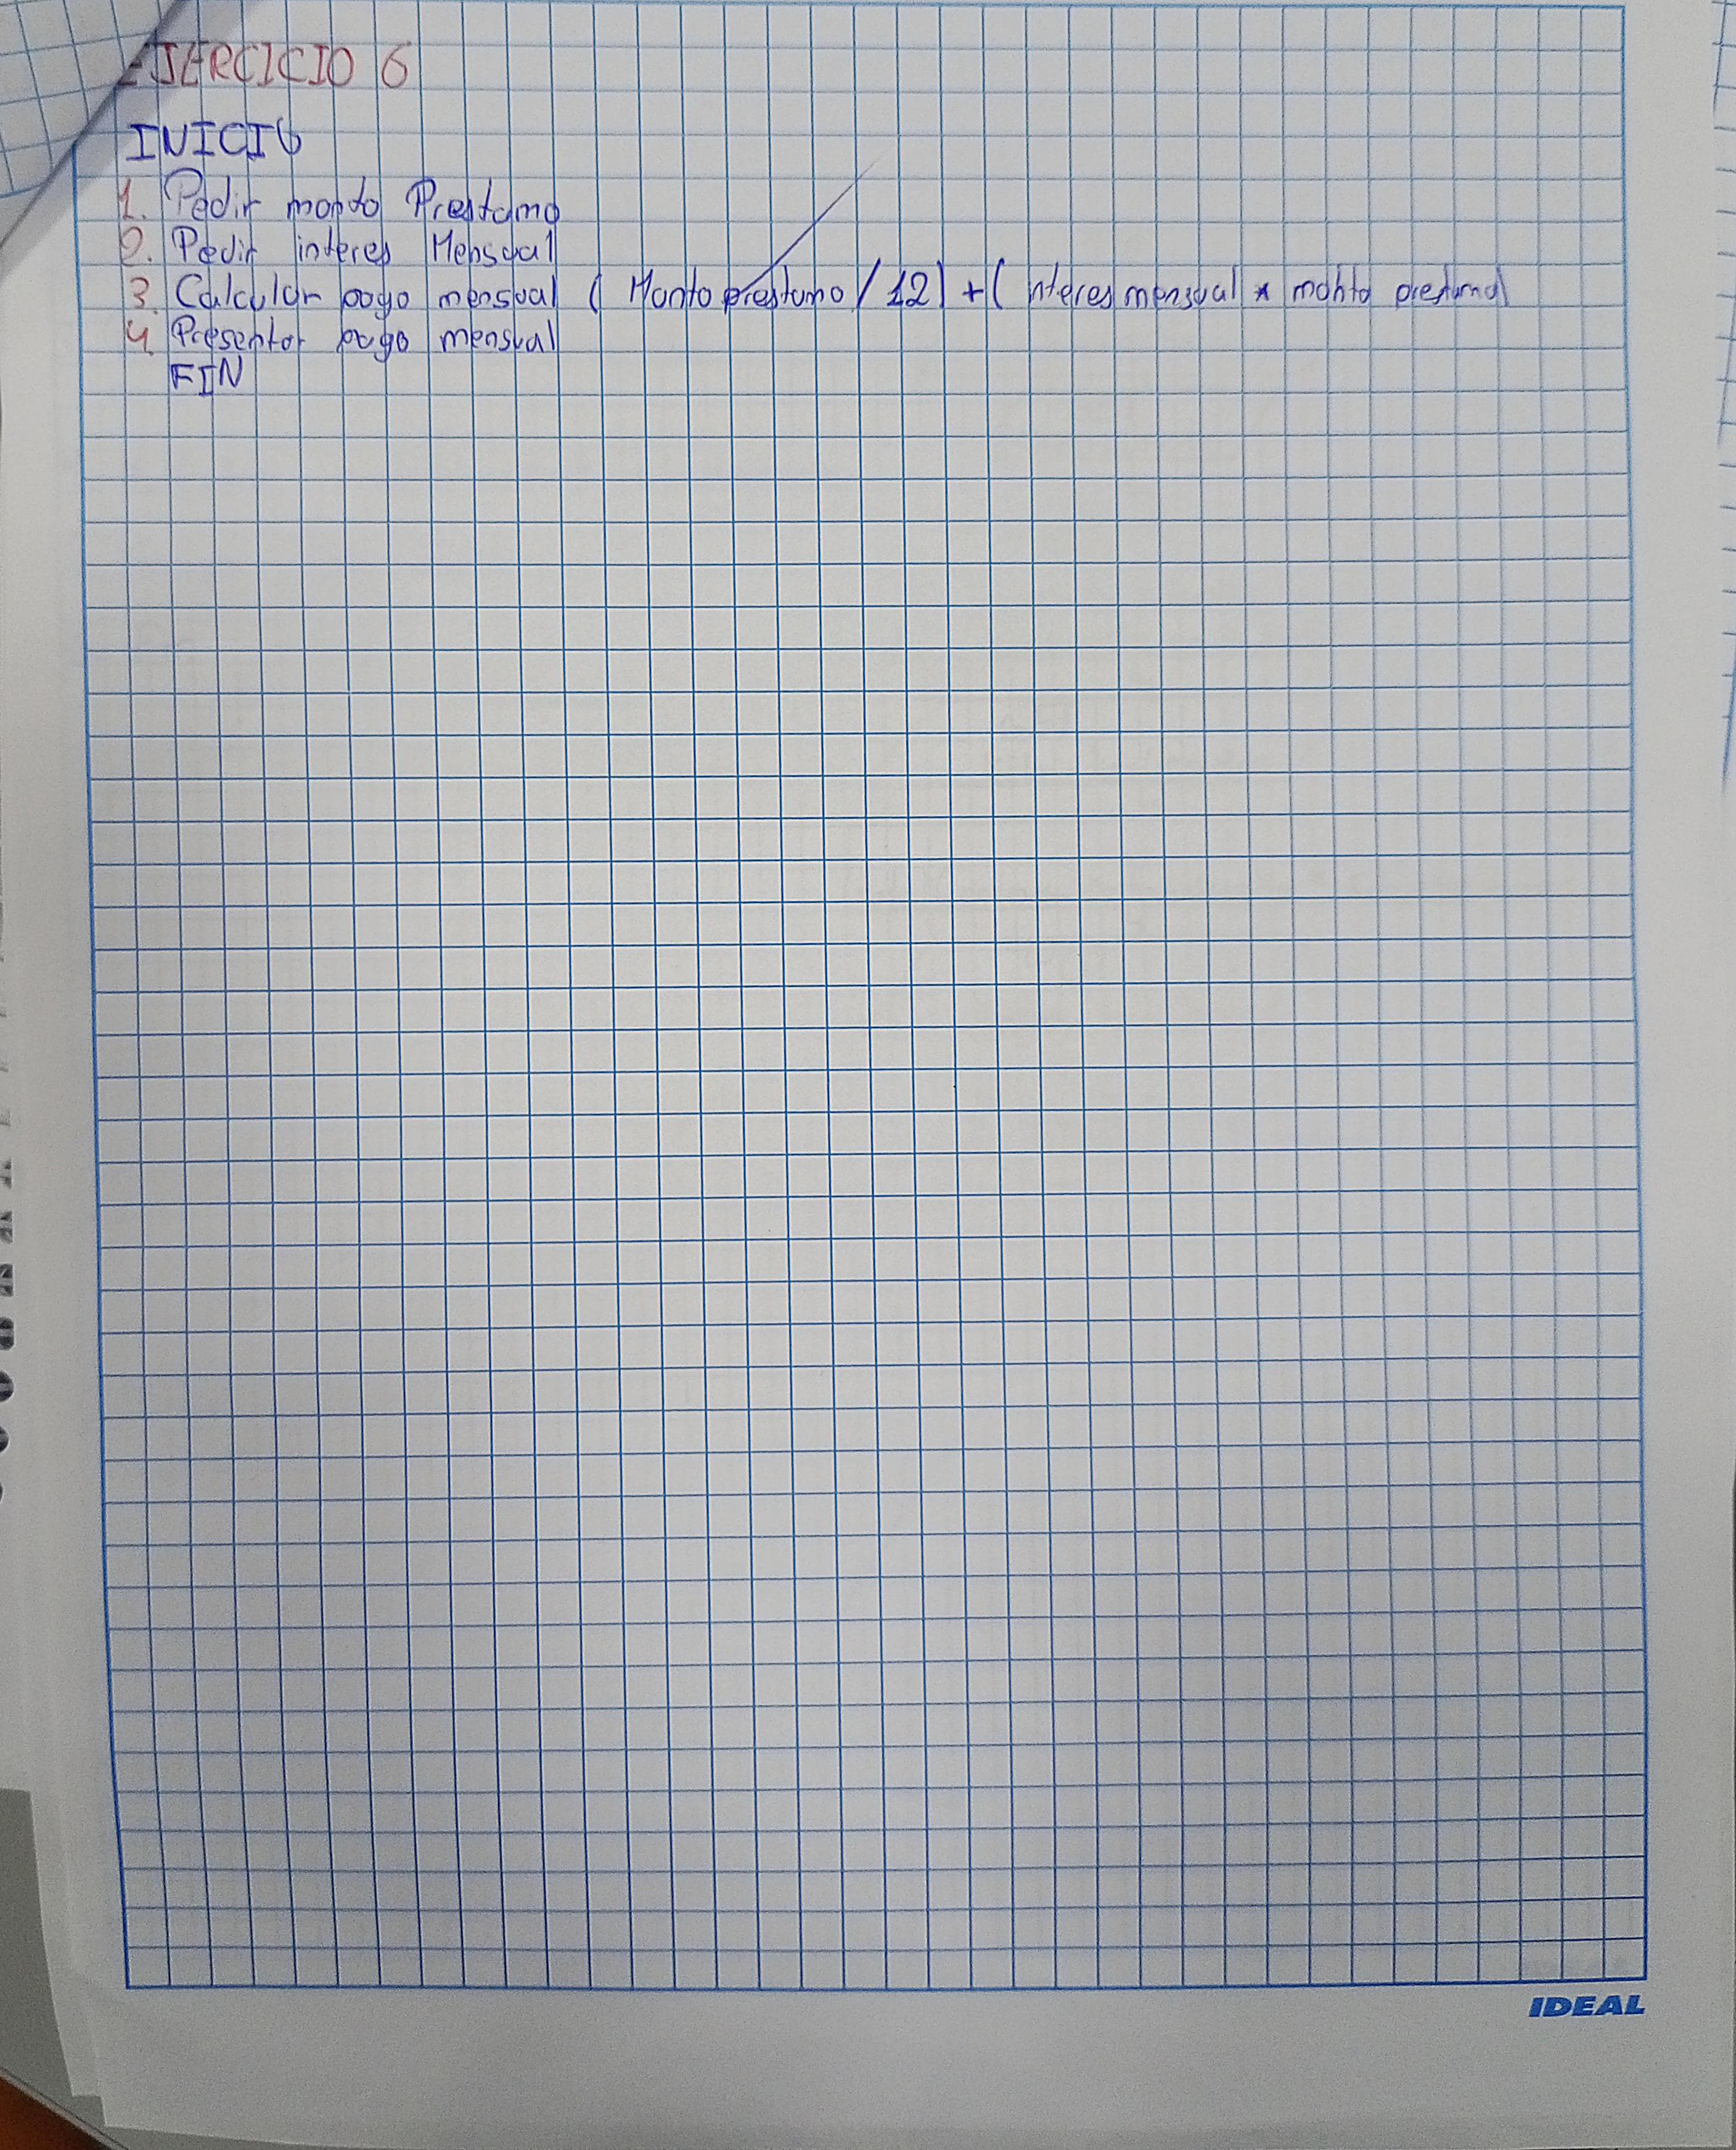 EJERCICIO 6
INICIO
1. Pedir monto Prestamo
2. Pedir interes Mensual
3. Calcular pago mensual ( Monto prestamo / 12) + ( interes mensual * monto prestamo)
4. Presentar pago mensual
FIN
IDEAL